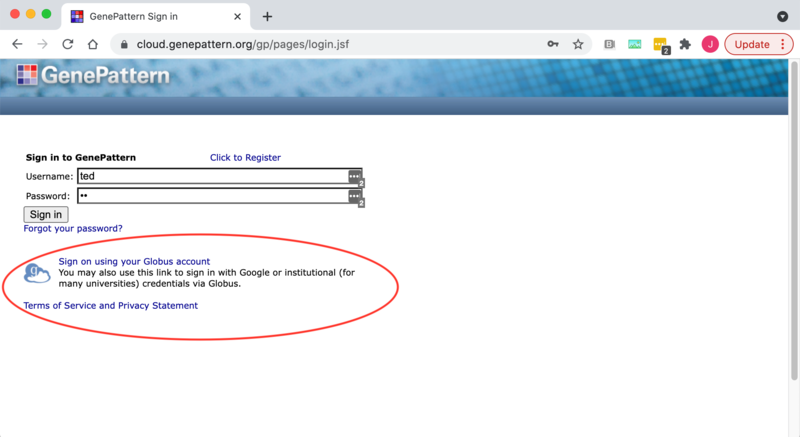 GenePattern Sign in
cloud.genepattern.org/gp/pages/login.jsf
2
J
Update
GenePattern
Sign in to GenePattern
Click to Register
Username:
ted
2
Password:
••
2
Sign in
Forgot your password?
g
Sign on using your Globus account
You may also use this link to sign in with Google or institutional (for
many universities) credentials via Globus.
Terms of Service and Privacy Statement